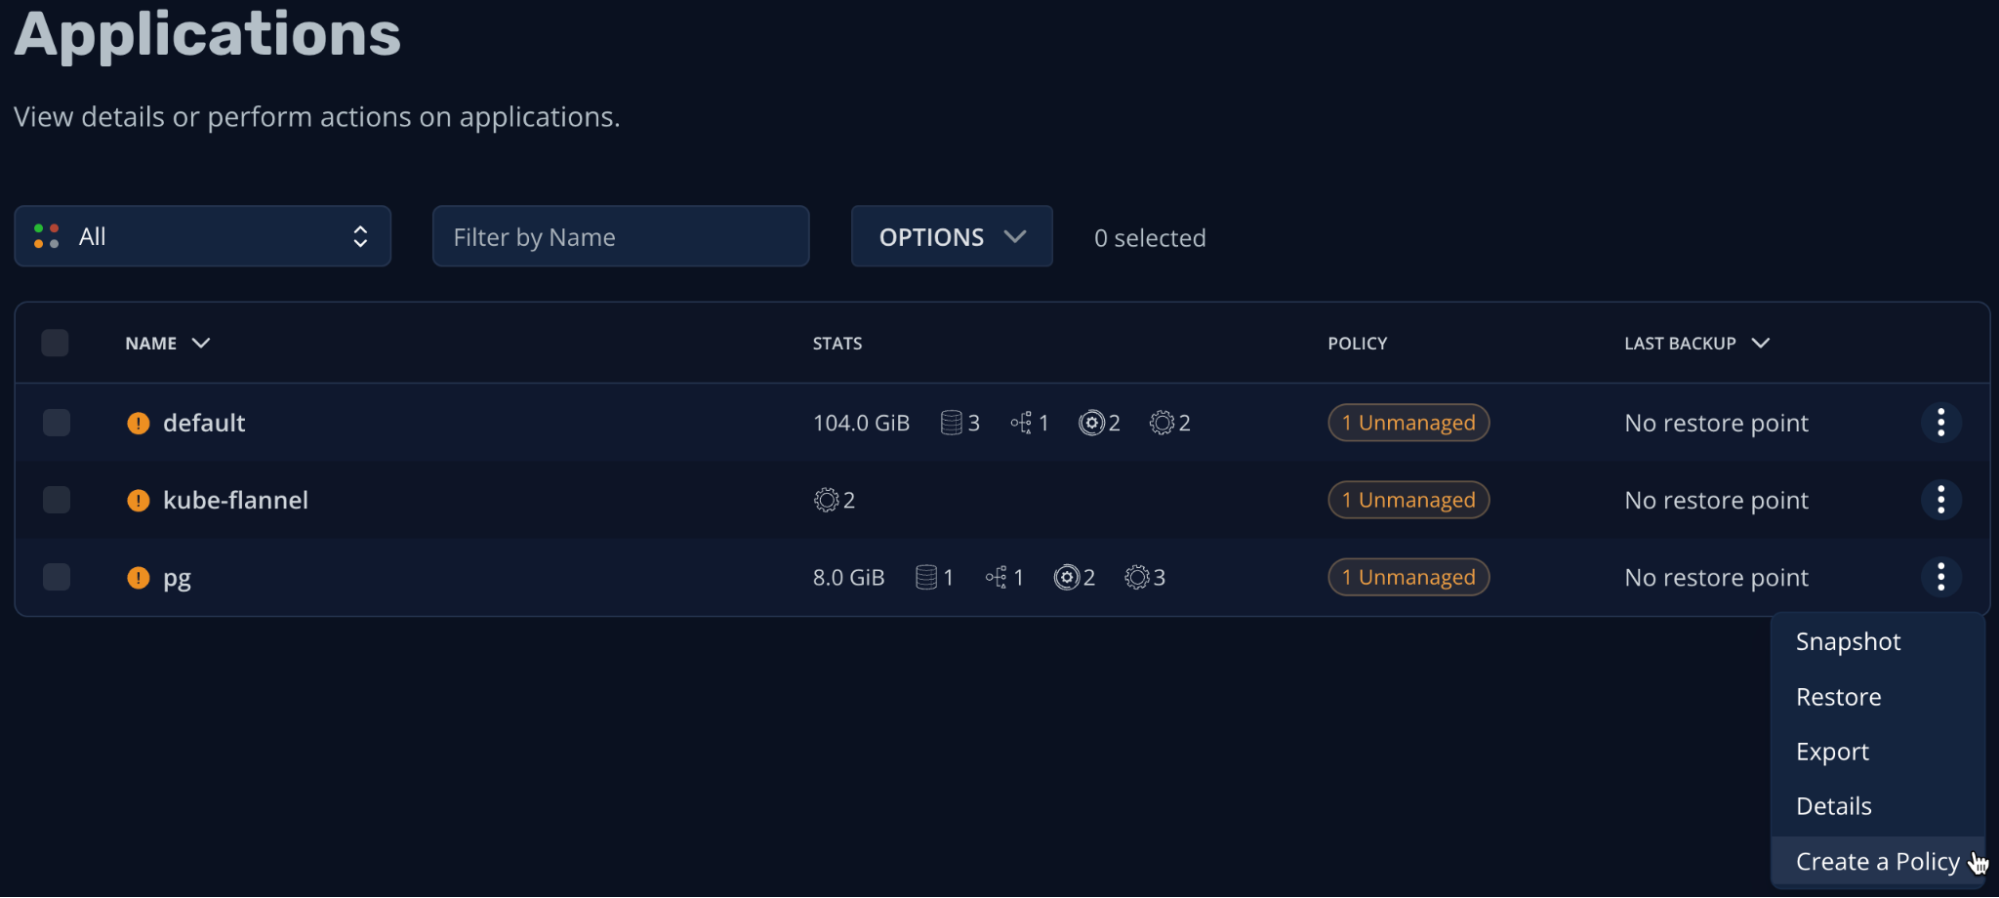 Applications
View details or perform actions on applications.
All
Filter by Name
OPTIONS
0 selected
NAME STATS POLICY LAST BACKUP
default 104.0 GiB 3 1 2 2 1 Unmanaged No restore point
kube-flannel 2 1 Unmanaged No restore point
pg 8.0 GiB 1 1 2 3 1 Unmanaged No restore point
Snapshot
Restore
Export
Details
Create a Policy